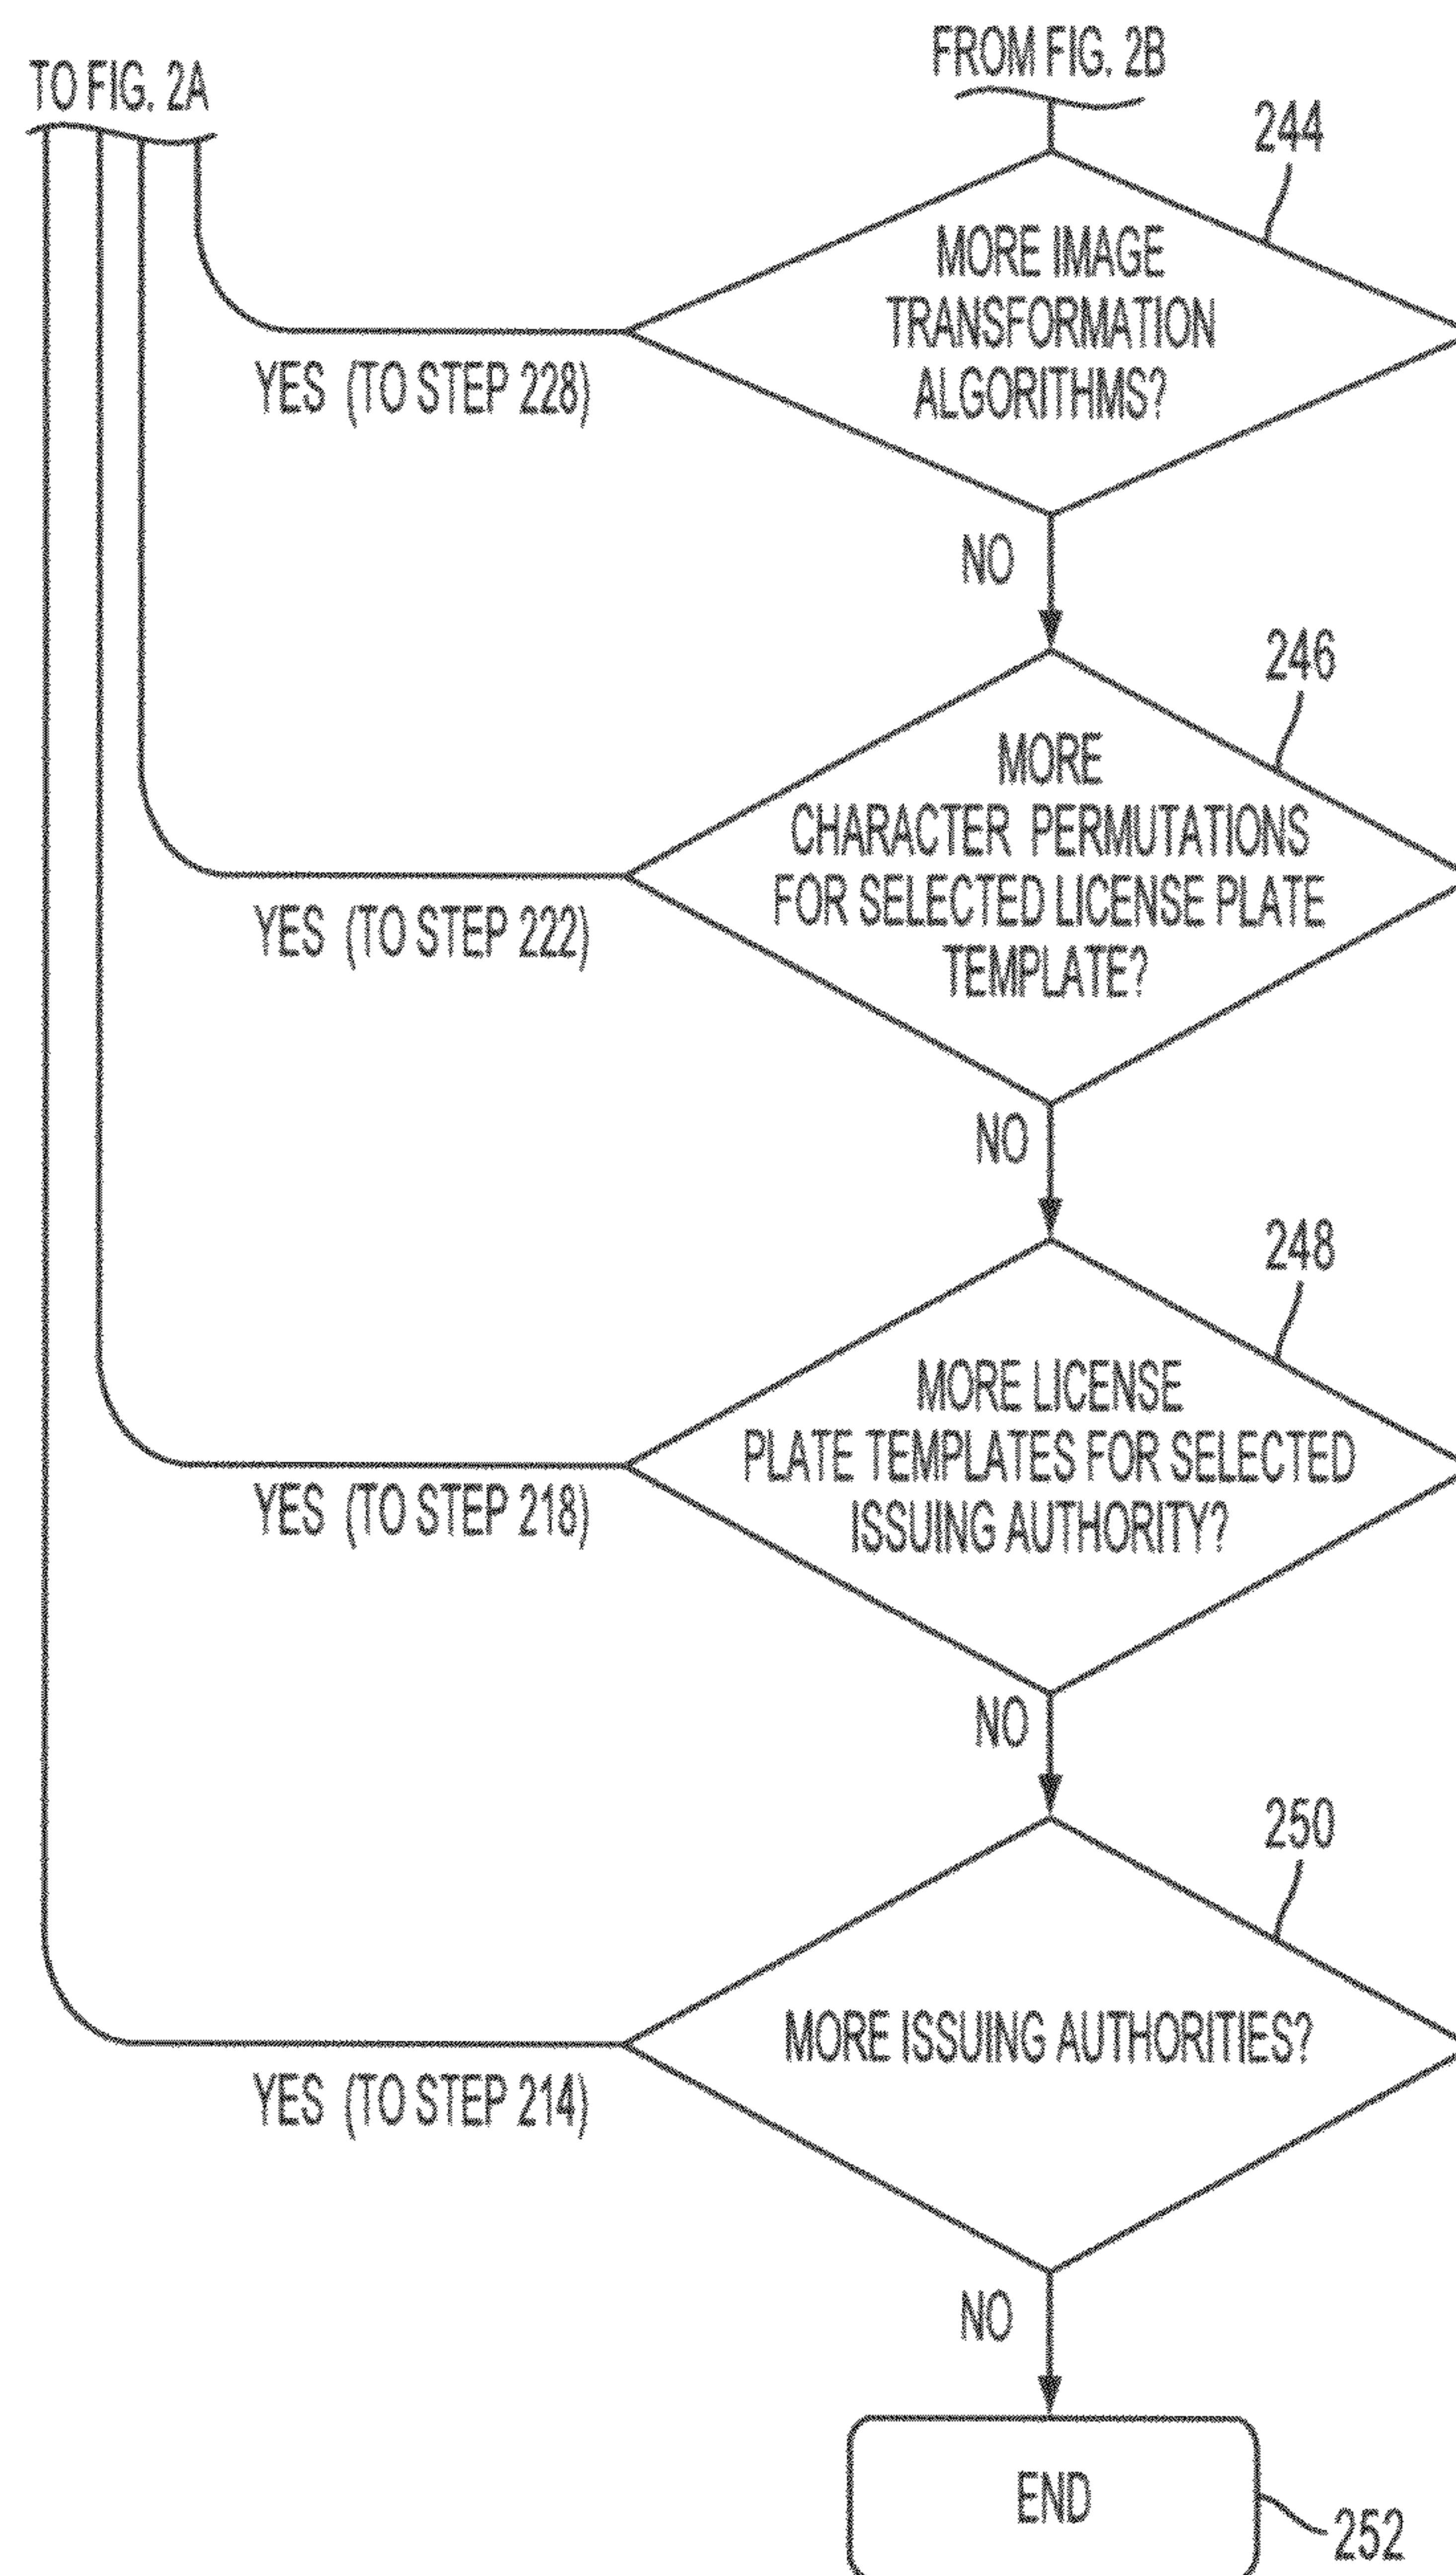 TO FIG. 2A
FROM FIG. 2B
244
MORE IMAGE
TRANSFORMATION
ALGORITHMS?
YES (TO STEP 228)
NO
246
MORE
CHARACTER PERMUTATIONS
FOR SELECTED LICENSE PLATE
TEMPLATE?
YES (TO STEP 222)
NO
248
MORE LICENSE
PLATE TEMPLATES FOR SELECTED
ISSUING AUTHORITY?
YES (TO STEP 218)
NO
250
MORE ISSUING AUTHORITIES?
YES (TO STEP 214)
NO
END
252